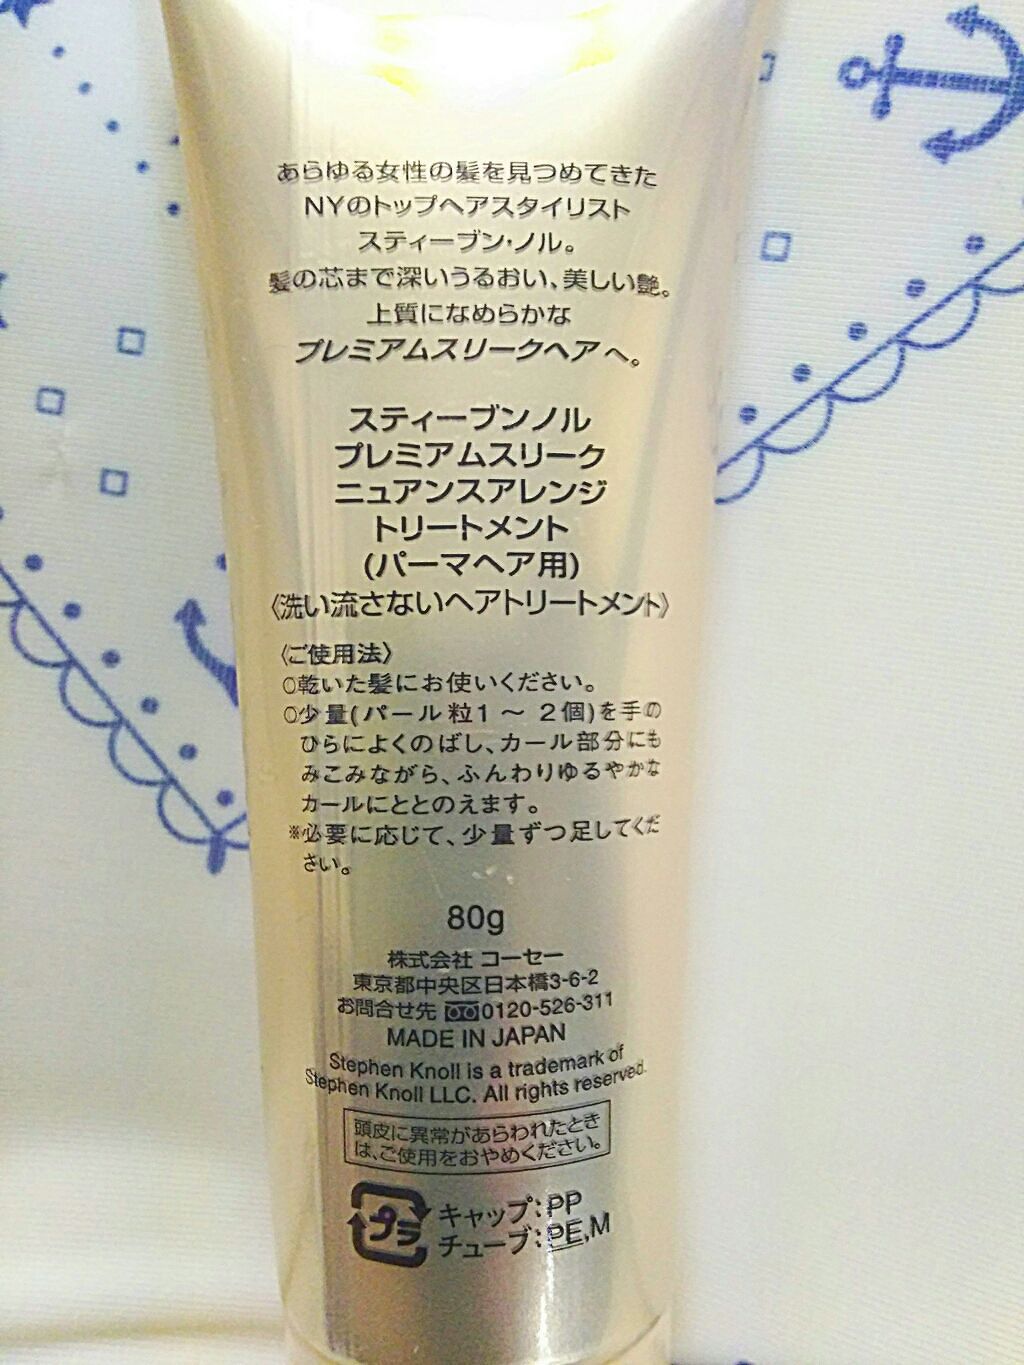 あらゆる女性の髪を見つめてきた
NYのトップヘアスタイリスト
スティーブン・ノル。
髪の芯まで深いうるおい、美しい艶。
上質になめらかな
プレミアムスリークヘアへ。
スティーブンノル
プレミアムスリーク
ニュアンスアレンジ
トリートメント
(パーマヘア用)
〈洗い流さないヘアトリートメント〉
〈ご使用法〉
○乾いた髪にお使いください。
○少量(パール粒1～2個)を手の
ひらによくのばし、カール部分にも
みこみながら、ふんわりゆるやかな
カールにととのえます。
※必要に応じて、少量ずつ足してくだ
さい。
80g
株式会社 コーセー
東京都中央区日本橋3-6-2
お問合せ先 0120-526-311
MADE IN JAPAN
Stephen Knoll is a trademark of
Stephen Knoll LLC. All rights reserved.
頭皮に異常があらわれたとき
は、ご使用をおやめください。
プラ
キャップ：PP
チューブ：PE,M